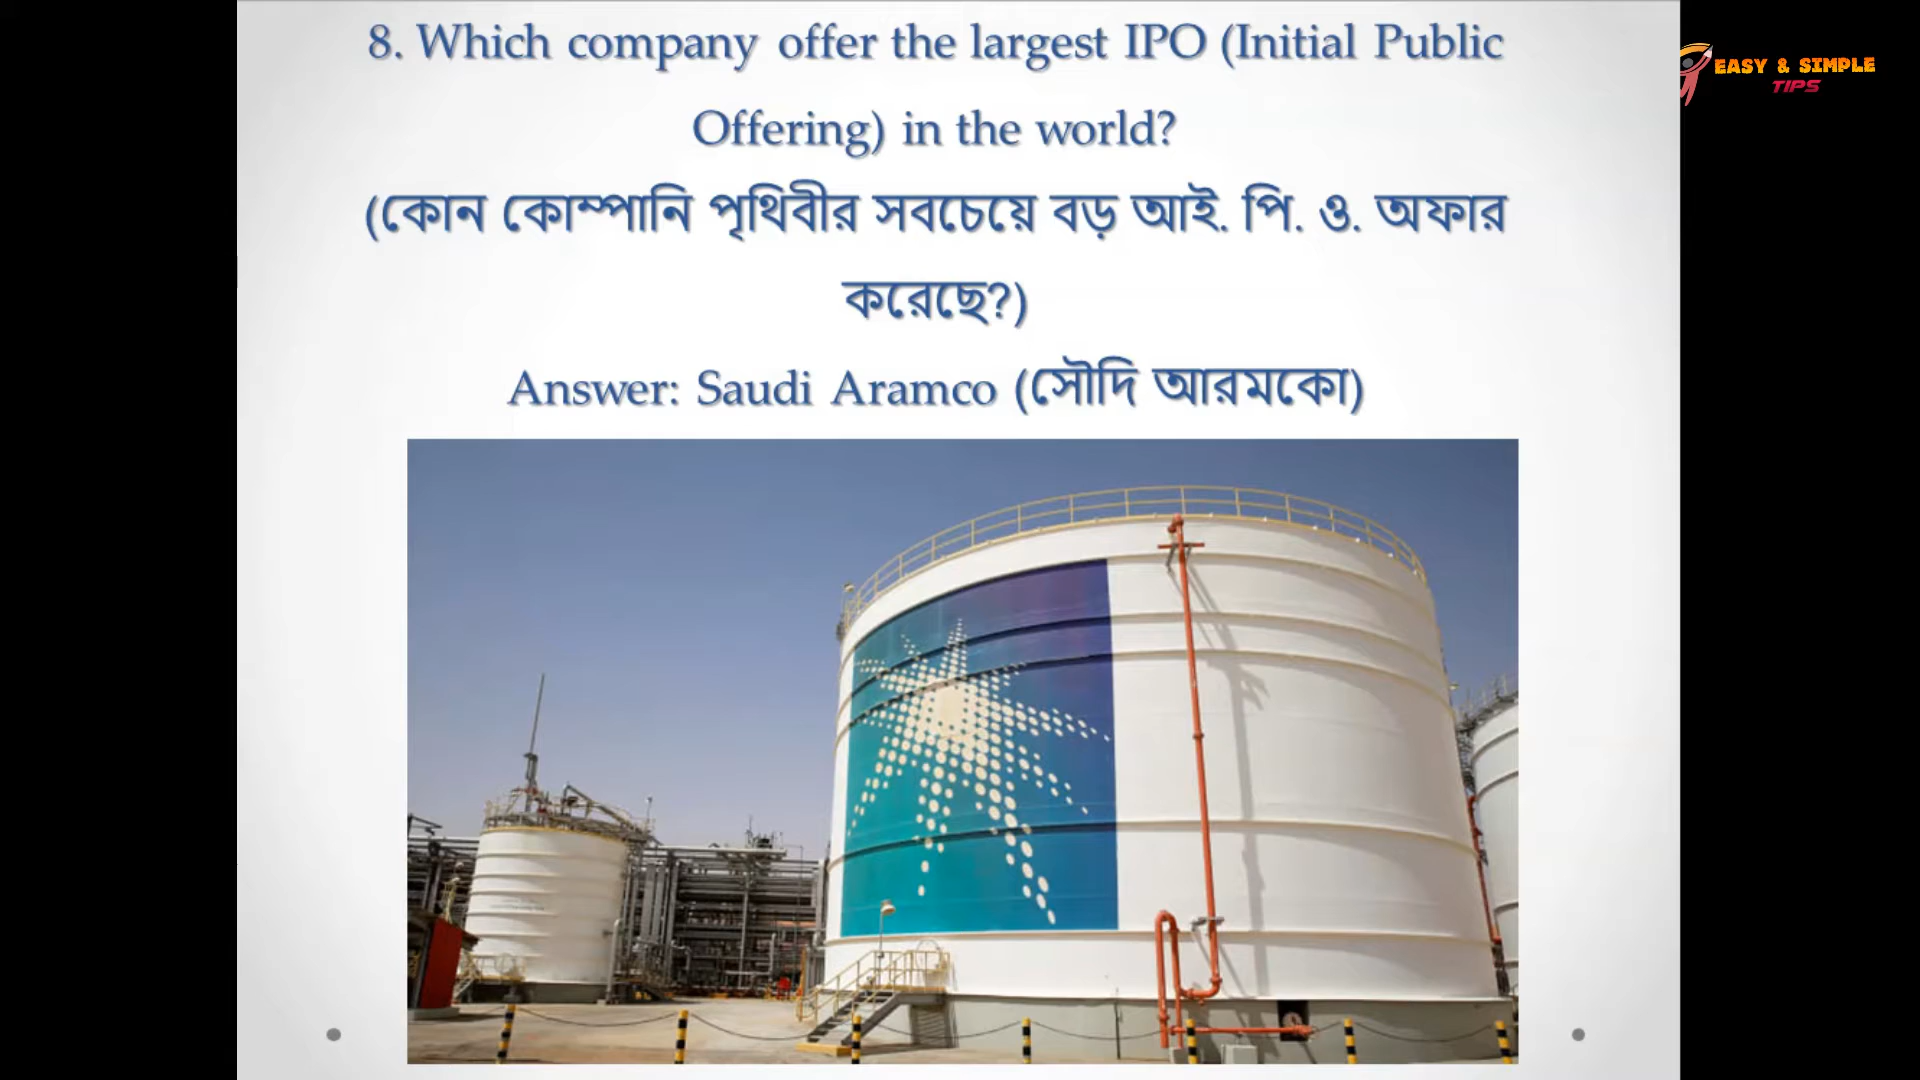 8. Which company offer the largest IPO (Initial Public
Offering) in the world?
(কোন কোম্পানি পৃথিবীর সবচেয়ে বড় আই. পি. ও. অফার
করেছে?)
Answer: Saudi Aramco (সৌদি আরমকো)
EASY & SIMPLE
TIPS